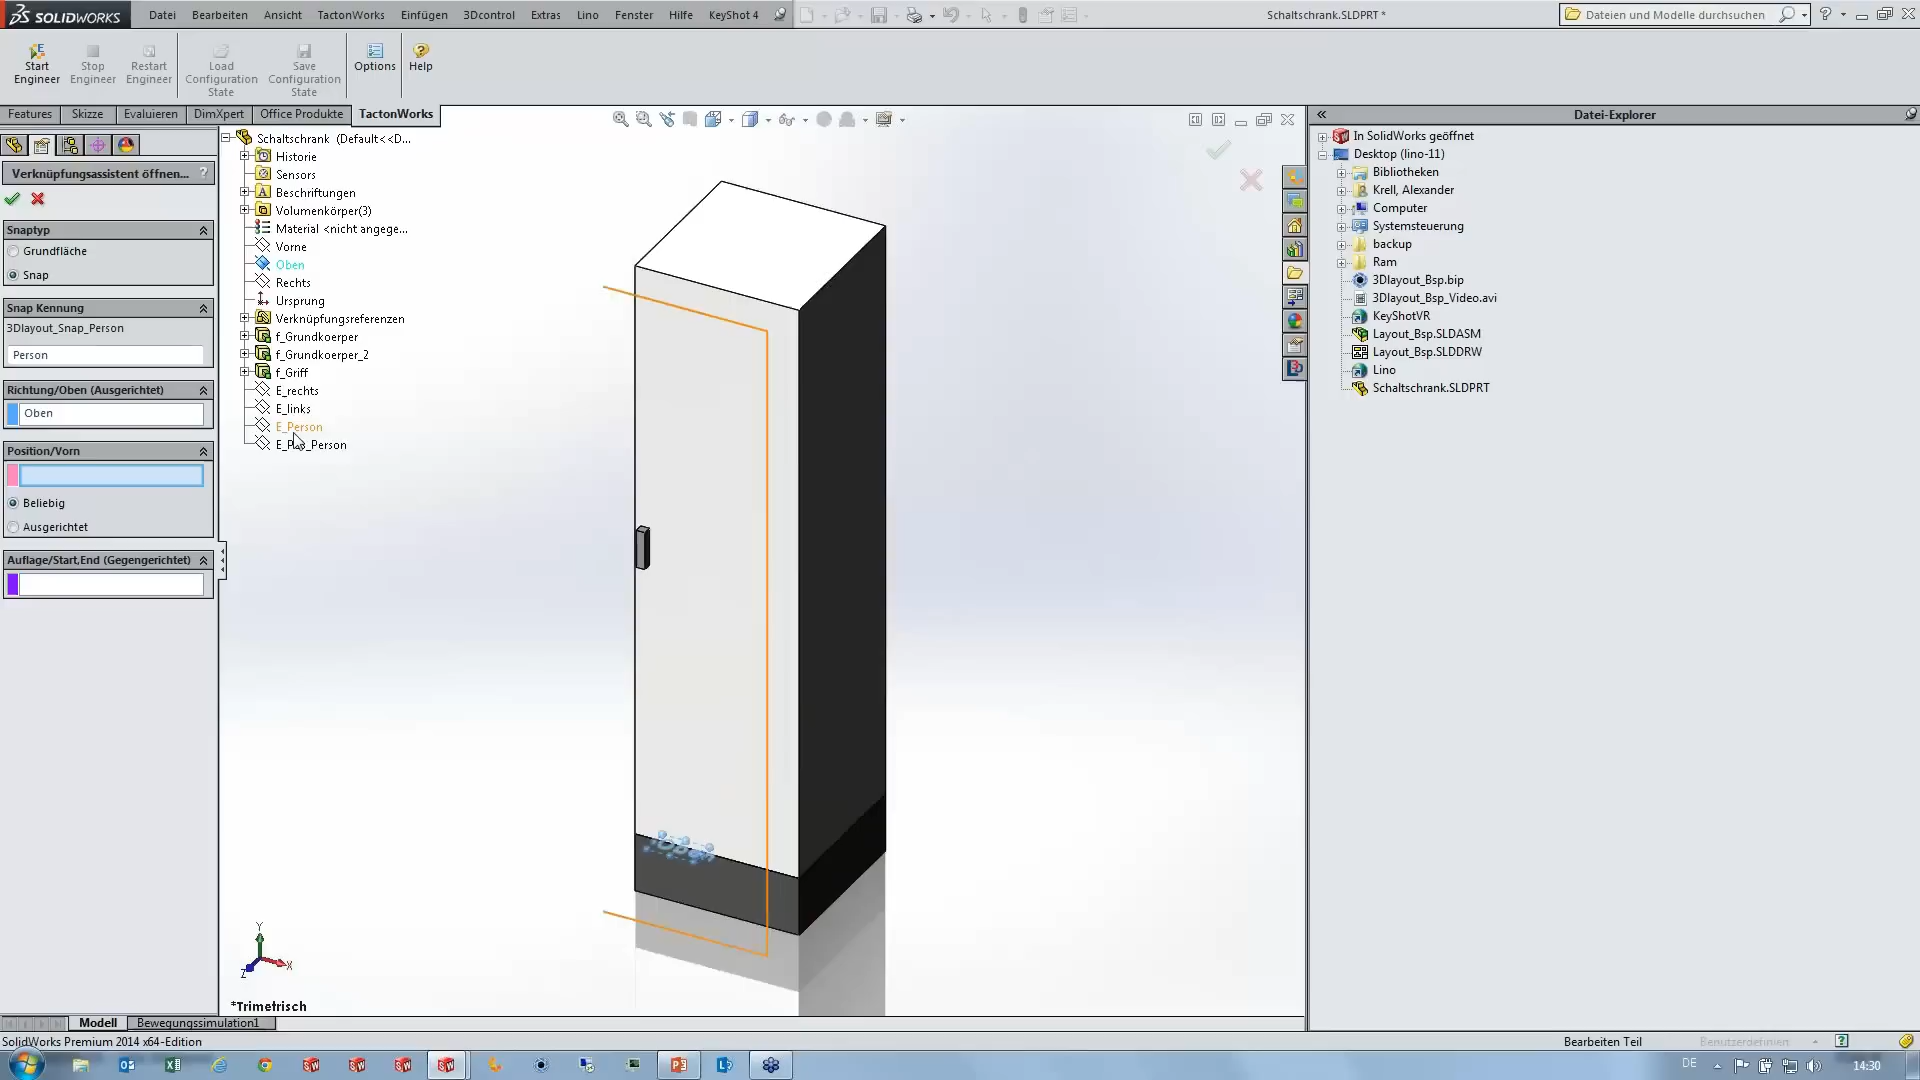 SOLIDWORKS Datei Bearbeiten Ansicht TactonWorks Einfügen 3Dcontrol Extras Lino Fenster Hilfe KeyShot 4 Schaltschrank.SLDPRT * Dateien und Modelle durchsuchen
Start Engineer
Stop Engineer
Restart Engineer
Load Configuration State
Save Configuration State
Options
Help
Features Skizze Evaluieren DimXpert Office Produkte TactonWorks
Verknüpfungsassistent öffnen... ?
Snaptyp
Grundfläche
Snap
Snap Kennung
3Dlayout_Snap_Person
Person
Richtung/Oben (Ausgerichtet)
Oben
Position/Vorn
Beliebig
Ausgerichtet
Auflage/Start,End (Gegengerichtet)
Schaltschrank (Default<<D...
Historie
Sensors
Beschriftungen
Volumenkörper(3)
Material <nicht angege...
Vorne
Oben
Rechts
Ursprung
Verknüpfungsreferenzen
f_Grundkoerper
f_Grundkoerper_2
f_Griff
E_rechts
E_links
E_Person
Oben
Y
X
Z
*Trimetrisch
Datei-Explorer
In SolidWorks geöffnet
Desktop (lino-11)
Bibliotheken
Krell, Alexander
Computer
Systemsteuerung
backup
Ram
3Dlayout_Bsp.bip
3Dlayout_Bsp_Video.avi
KeyShotVR
Layout_Bsp.SLDASM
Layout_Bsp.SLDDRW
Lino
Schaltschrank.SLDPRT
Modell Bewegungssimulation1
SolidWorks Premium 2014 x64-Edition Bearbeiten Teil Benutzerdefinien
DE 14:30